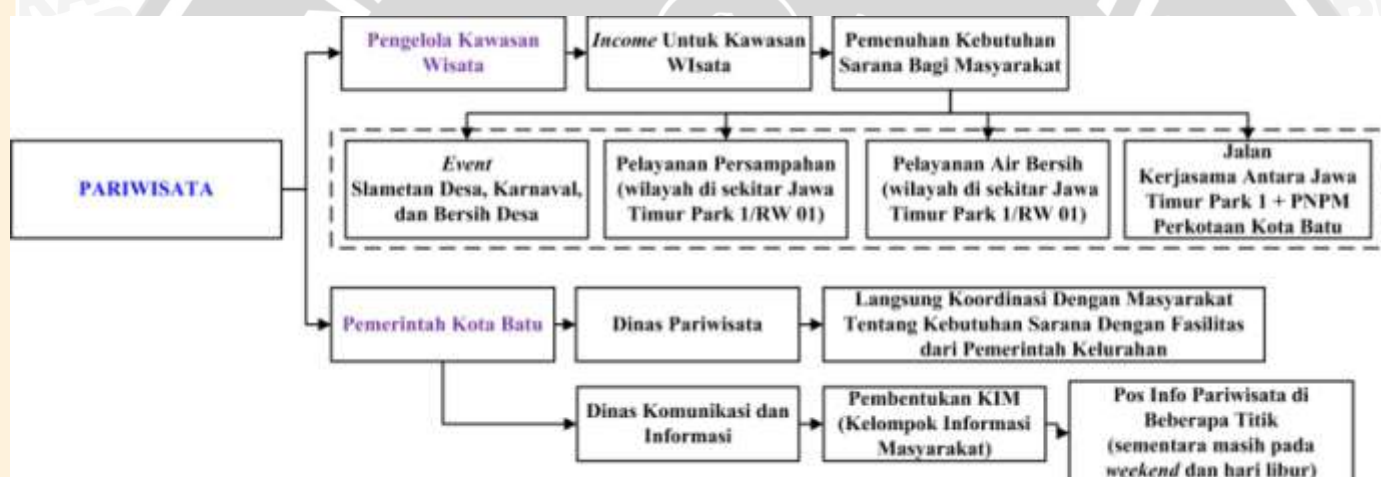 Pengelola Kawasan
Wisata
Income Untuk Kawasan
WIsata
Pemenuhan Kebutuhan
Sarana Bagi Masyarakat
PARIWISATA
Event
Slametan Desa, Karnaval,
dan Bersih Desa
Pelayanan Persampahan
(wilayah di sekitar Jawa
Timur Park 1/RW 01)
Pelayanan Air Bersih
(wilayah di sekitar Jawa
Timur Park 1/RW 01)
Jalan
Kerjasama Antara Jawa
Timur Park 1 + PNPM
Perkotaan Kota Batu
Pemerintah Kota Batu
Dinas Pariwisata
Langsung Koordinasi Dengan Masyarakat
Tentang Kebutuhan Sarana Dengan Fasilitas
dari Pemerintah Kelurahan
Dinas Komunikasi dan
Informasi
Pembentukan KIM
(Kelompok Informasi
Masyarakat)
Pos Info Pariwisata di
Beberapa Titik
(sementara masih pada
weekend dan hari libur)